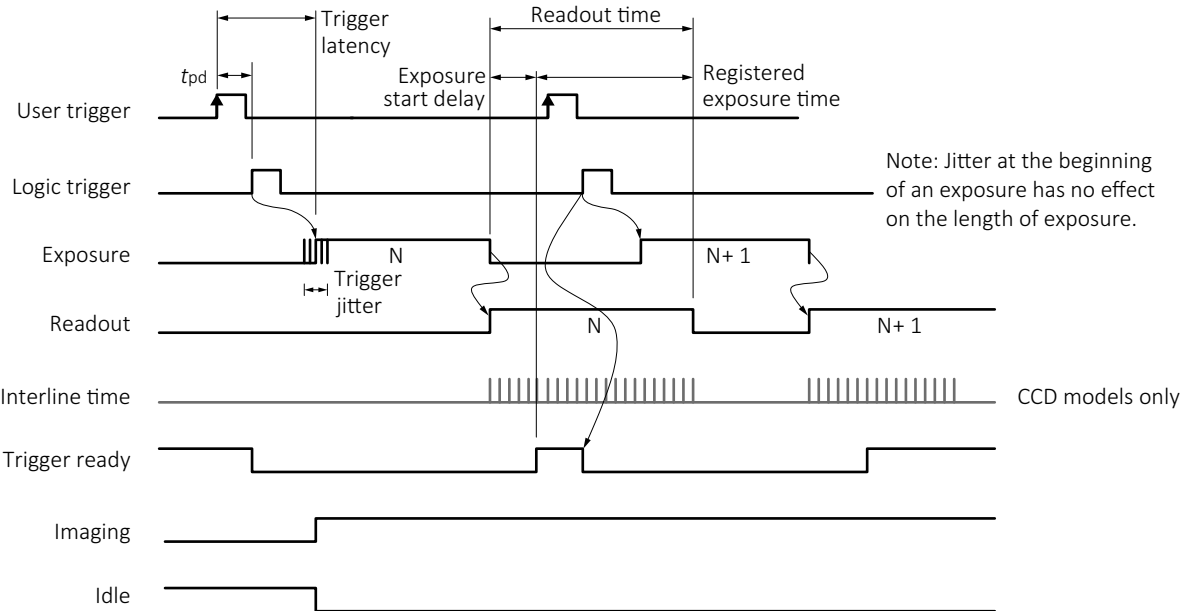 Trigger
latency
Readout time
tpd
Exposure
start delay
Registered
exposure time
User trigger
Logic trigger
Note: Jitter at the beginning
of an exposure has no effect
on the length of exposure.
Exposure
N
N+ 1
Trigger
jitter
Readout
N
N+ 1
Interline time
CCD models only
Trigger ready
Imaging
Idle